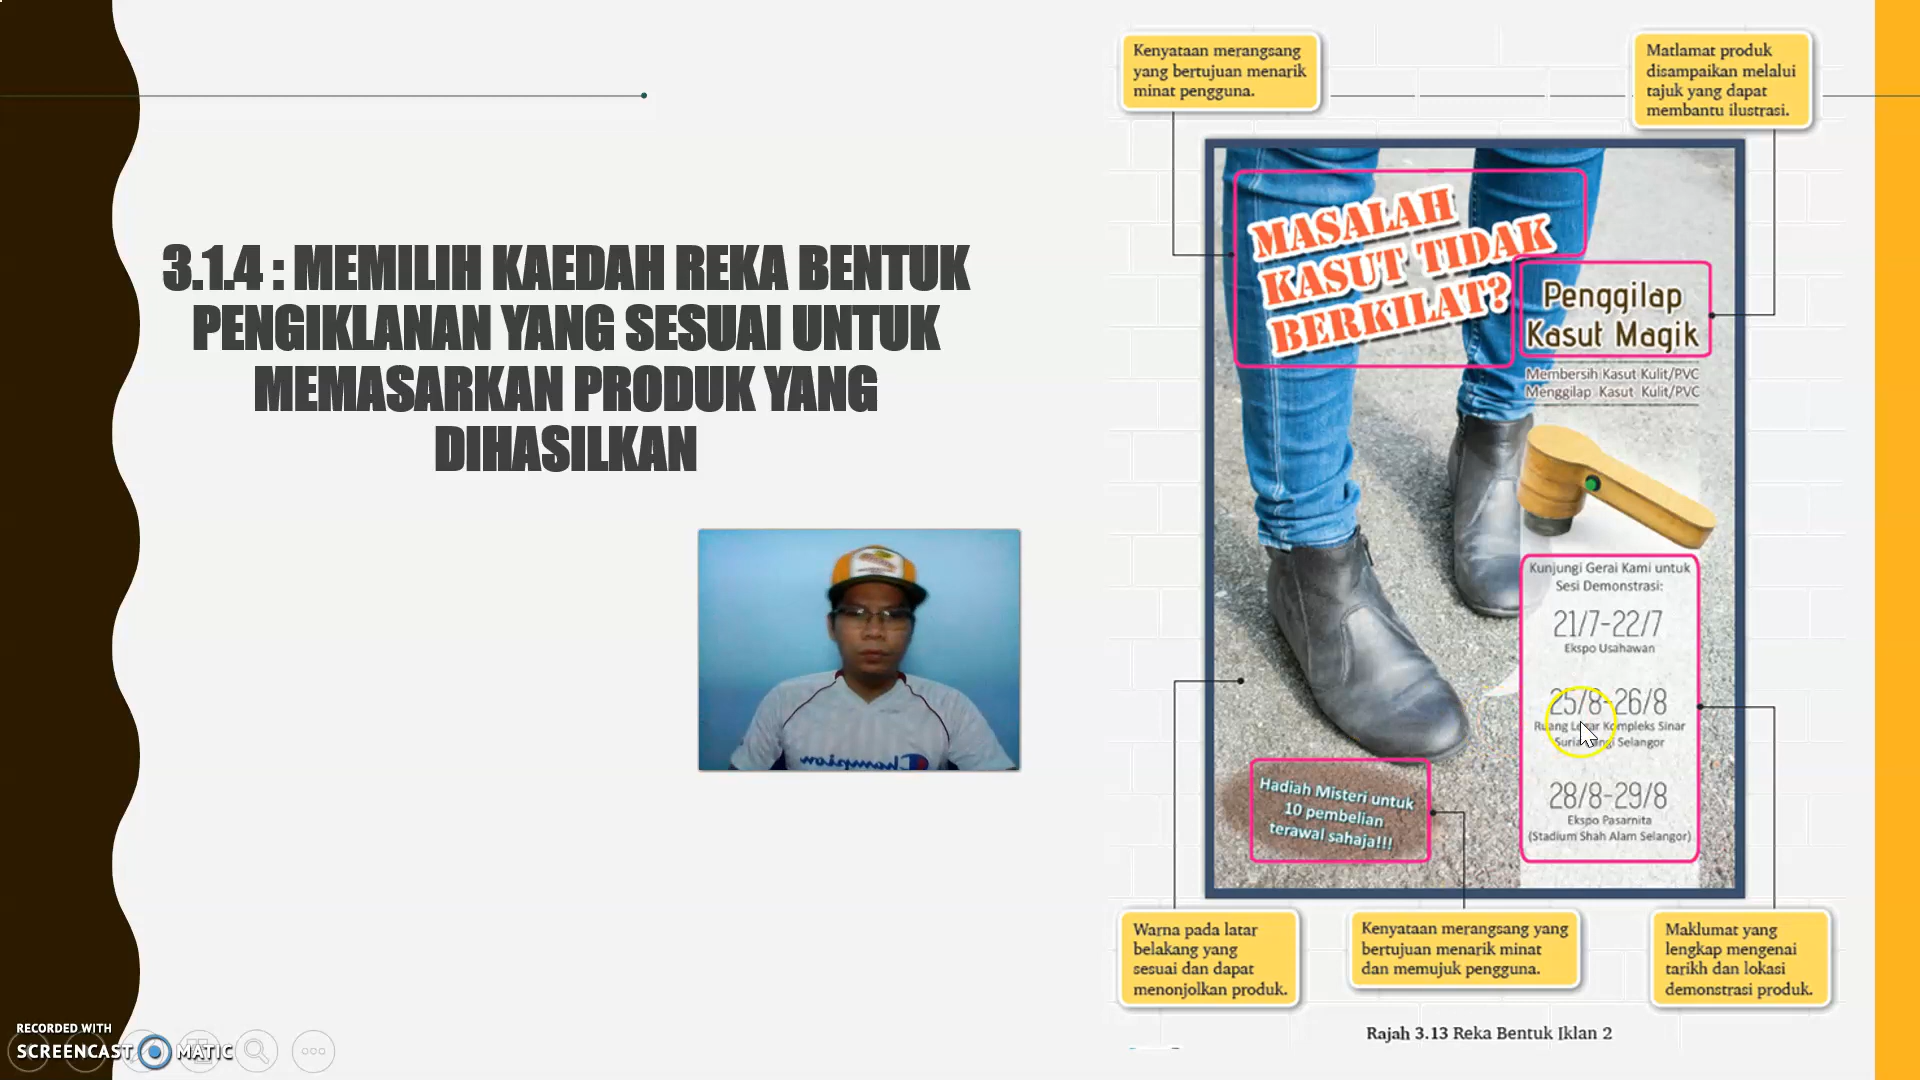 3.1.4 : MEMILIH KAEDAH REKA BENTUK
PENGIKLANAN YANG SESUAI UNTUK
MEMASARKAN PRODUK YANG
DIHASILKAN
Kenyataan merangsang
yang bertujuan menarik
minat pengguna.
Matlamat produk
disampaikan melalui
tajuk yang dapat
membantu ilustrasi.
MASALAH
KASUT TIDAK
BERKILAT?
Penggilap
Kasut Magik
Membersih Kasut Kulit/PVC
Menggilap Kasut Kulit/PVC
Kunjungi Gerai Kami untuk
Sesi Demonstrasi:
21/7-22/7
Ekspo Usahawan
25/8-26/8
Ruang Legar Kompleks Sinar
Suria Selangor
28/8-29/8
Ekspo Pasarnita
(Stadium Shah Alam Selangor)
Hadiah Misteri untuk
10 pembelian
terawal sahaja!!!
Champion
Warna pada latar
belakang yang
sesuai dan dapat
menonjolkan produk.
Kenyataan merangsang yang
bertujuan menarik minat
dan memujuk pengguna.
Maklumat yang
lengkap mengenai
tarikh dan lokasi
demonstrasi produk.
Rajah 3.13 Reka Bentuk Iklan 2
RECORDED WITH
SCREENCAST MATIC